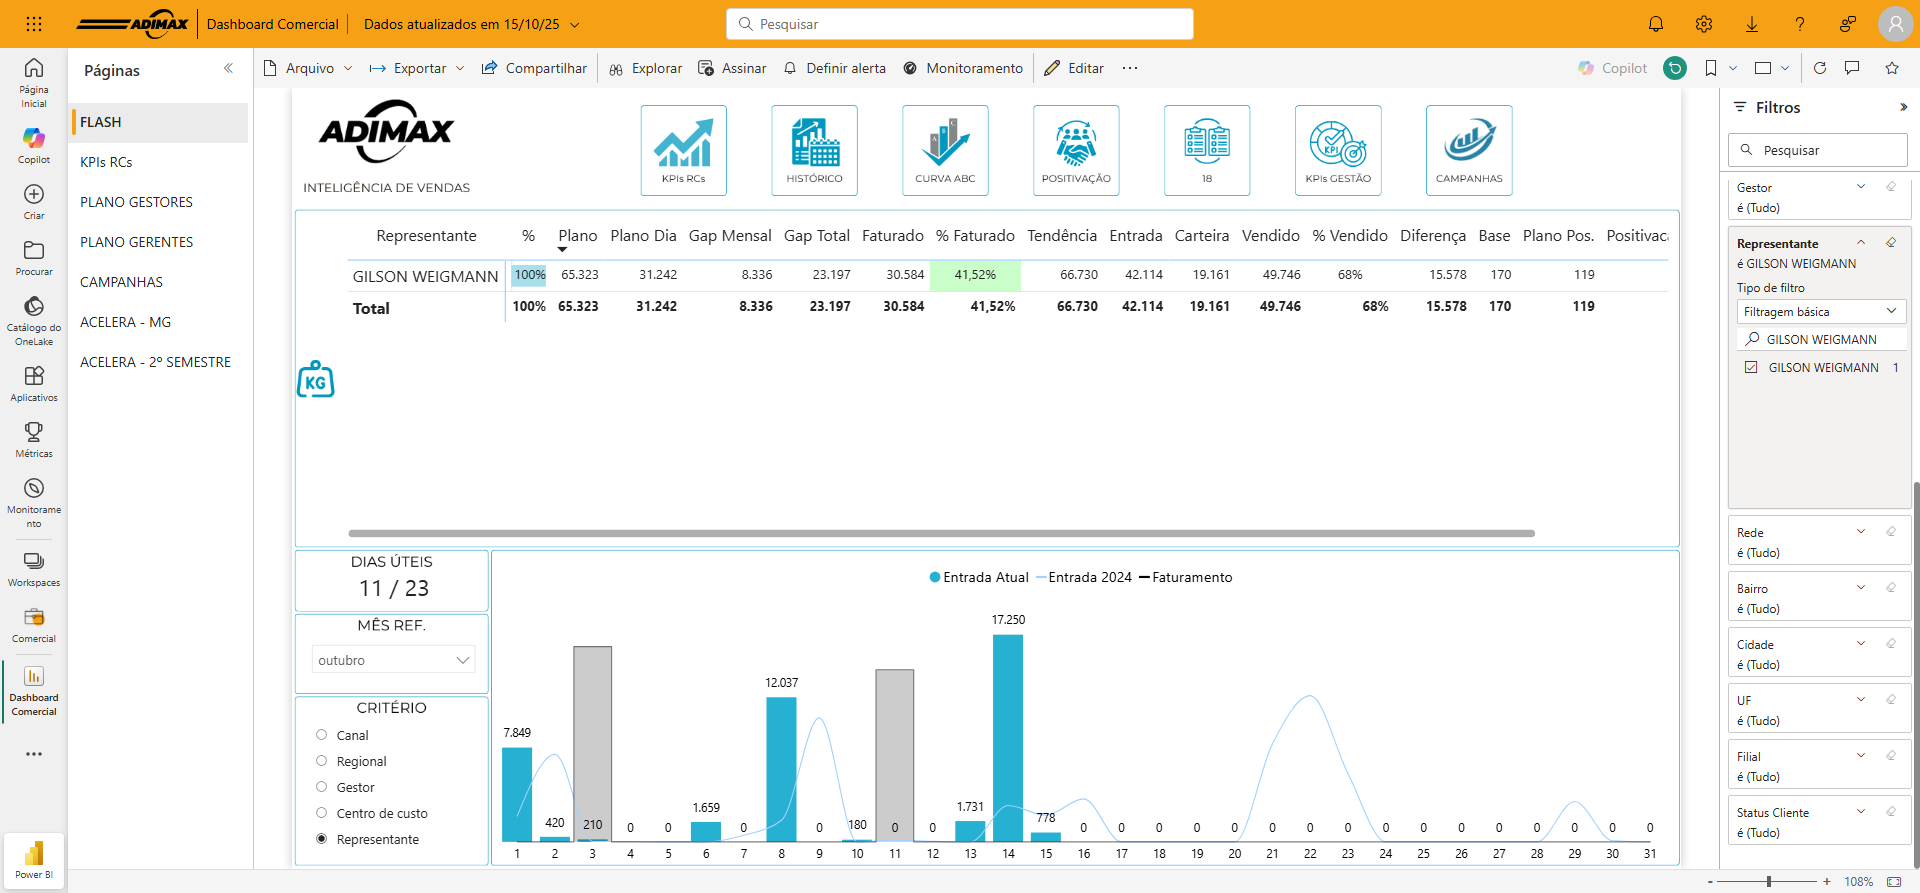 ADIMAX
Dashboard Comercial
Dados atualizados em 15/10/25
Pesquisar
Arquivo
Exportar
Compartilhar
Explorar
Assinar
Definir alerta
Monitoramento
Editar
Copilot
Página
Inicial
Copilot
Criar
Procurar
Catálogo do
OneLake
Aplicativos
Métricas
Monitorame
nto
Workspaces
Comercial
Dashboard
Comercial
Power BI
Páginas
FLASH
KPIs RCs
PLANO GESTORES
PLANO GERENTES
CAMPANHAS
ACELERA - MG
ACELERA - 2º SEMESTRE
ADIMAX
INTELIGÊNCIA DE VENDAS
KPIs RCs
HISTÓRICO
A B C
CURVA ABC
POSITIVAÇÃO
18
KPI
KPIs GESTÃO
CAMPANHAS
Representante % Plano Plano Dia Gap Mensal Gap Total Faturado % Faturado Tendência Entrada Carteira Vendido % Vendido Diferença Base Plano Pos. Positivaca
GILSON WEIGMANN 100% 65.323 31.242 8.336 23.197 30.584 41,52% 66.730 42.114 19.161 49.746 68% 15.578 170 119
Total 100% 65.323 31.242 8.336 23.197 30.584 41,52% 66.730 42.114 19.161 49.746 68% 15.578 170 119
KG
DIAS ÚTEIS
11 / 23
MÊS REF.
outubro
CRITÉRIO
Canal
Regional
Gestor
Centro de custo
Representante
Entrada Atual Entrada 2024 Faturamento
17.250
12.037
7.849
1.659
1.731
420 210 0 0 0 0 180 0 0 778 0 0 0 0 0 0 0 0 0 0 0 0 0 0 0 0
1 2 3 4 5 6 7 8 9 10 11 12 13 14 15 16 17 18 19 20 21 22 23 24 25 26 27 28 29 30 31
Filtros
Pesquisar
Gestor
é (Tudo)
Representante
é GILSON WEIGMANN
Tipo de filtro
Filtragem básica
GILSON WEIGMANN
GILSON WEIGMANN 1
Rede
é (Tudo)
Bairro
é (Tudo)
Cidade
é (Tudo)
UF
é (Tudo)
Filial
é (Tudo)
Status Cliente
é (Tudo)
- + 108%